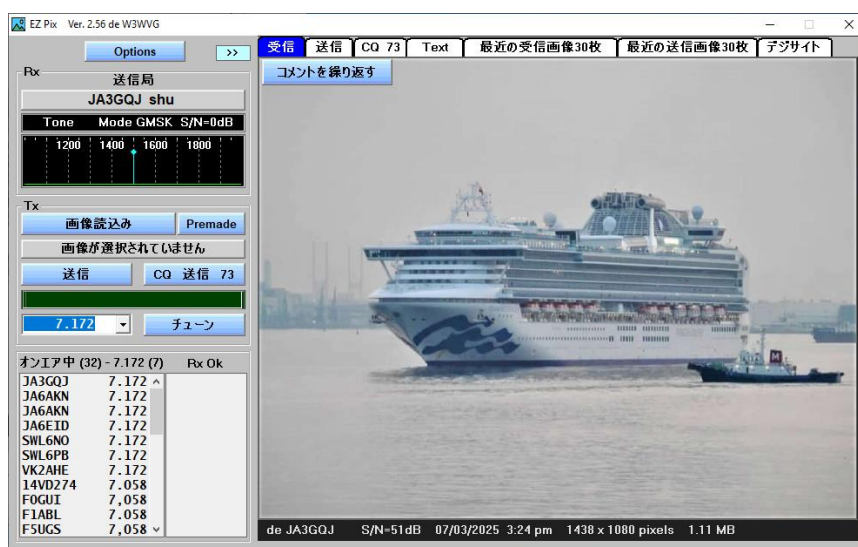 EZ Pix Ver. 2.56 de W3WVG
Options
>>
受信 送信 CQ 73 Text 最近の受信画像30枚 最近の送信画像30枚 デジサイト
コメントを繰り返す
Rx
送信局
JA3GQJ shu
Tone Mode GMSK S/N=0dB
1200 1400 1600 1800
Tx
画像読込み Premade
画像が選択されていません
送信 CQ 送信 73
7.172 チューン
オンエア中 (32) - 7.172 (7) Rx Ok
JA3GQJ 7.172
JA6AKN 7.172
JA6AKN 7.172
JA6EID 7.172
SWL6NO 7.172
SWL6PB 7.172
VK2AHE 7.172
14VD274 7.058
F0GUI 7,058
F1ABL 7.058
F5UGS 7,058
M
de JA3GQJ S/N=51dB 07/03/2025 3:24 pm 1438 x 1080 pixels 1.11 MB